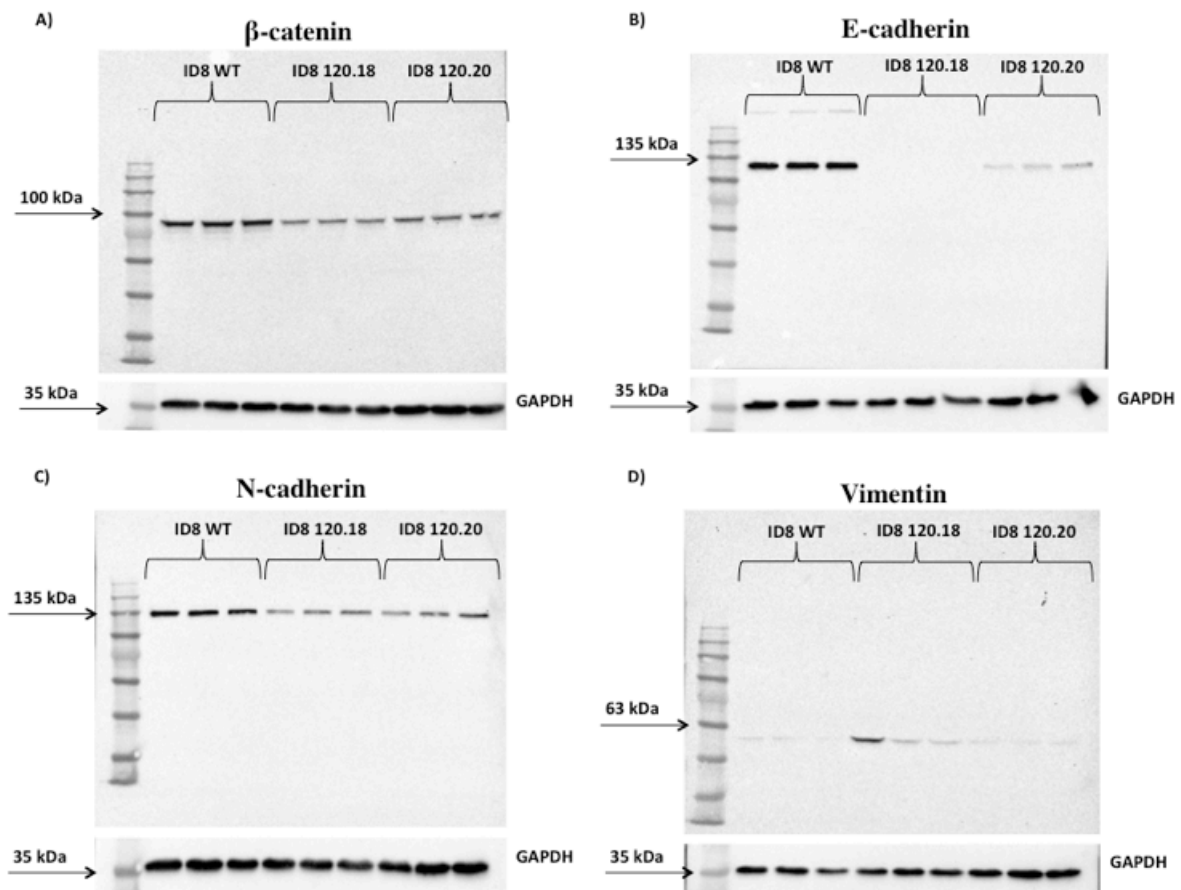 A)
β-catenin
ID8 WT ID8 120.18 ID8 120.20
100 kDa
35 kDa
GAPDH
B)
E-cadherin
ID8 WT ID8 120.18 ID8 120.20
135 kDa
35 kDa
GAPDH
C)
N-cadherin
ID8 WT ID8 120.18 ID8 120.20
135 kDa
35 kDa
GAPDH
D)
Vimentin
ID8 WT ID8 120.18 ID8 120.20
63 kDa
35 kDa
GAPDH